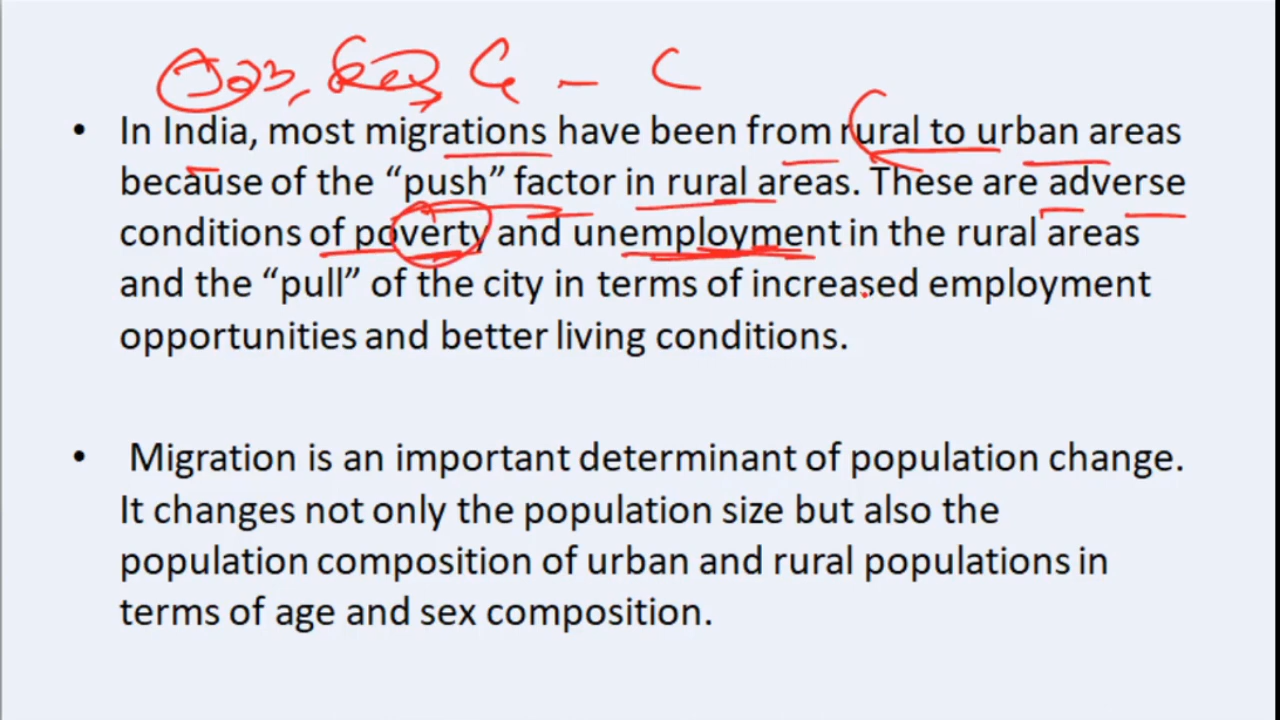 • In India, most migrations have been from rural to urban areas
because of the “push” factor in rural areas. These are adverse
conditions of poverty and unemployment in the rural areas
and the “pull” of the city in terms of increased employment
opportunities and better living conditions.
• Migration is an important determinant of population change.
It changes not only the population size but also the
population composition of urban and rural populations in
terms of age and sex composition.